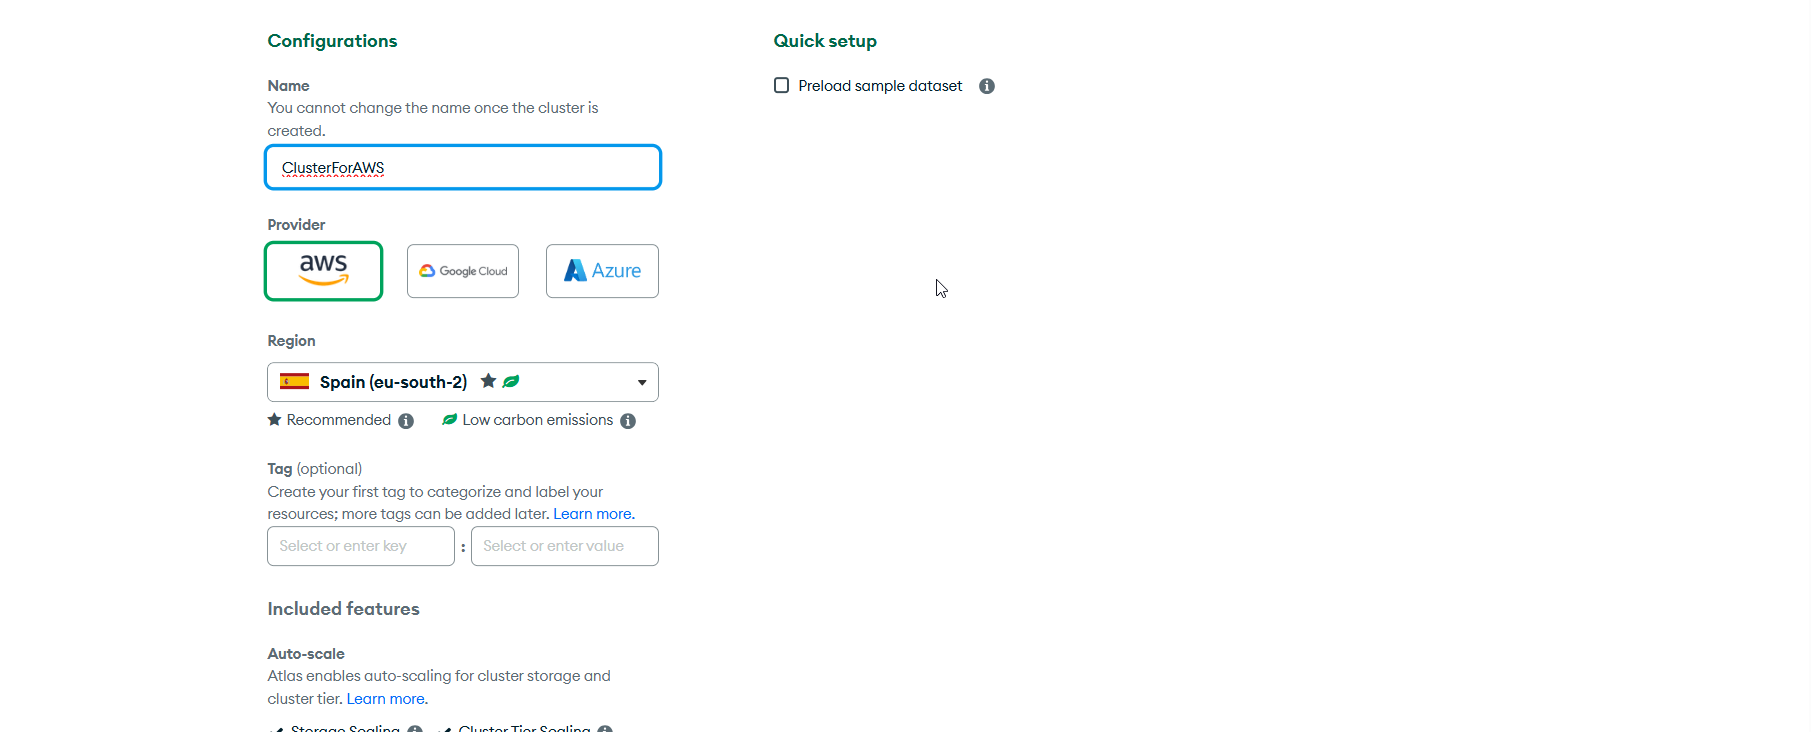 Configurations
Name
You cannot change the name once the cluster is
created.
ClusterForAWS
Provider
aws
Google Cloud
Azure
Region
Spain (eu-south-2)
Recommended
Low carbon emissions
Tag (optional)
Create your first tag to categorize and label your
resources; more tags can be added later. Learn more.
Select or enter key : Select or enter value
Included features
Auto-scale
Atlas enables auto-scaling for cluster storage and
cluster tier. Learn more.
Storage Scaling Cluster Tier Scaling
Quick setup
Preload sample dataset